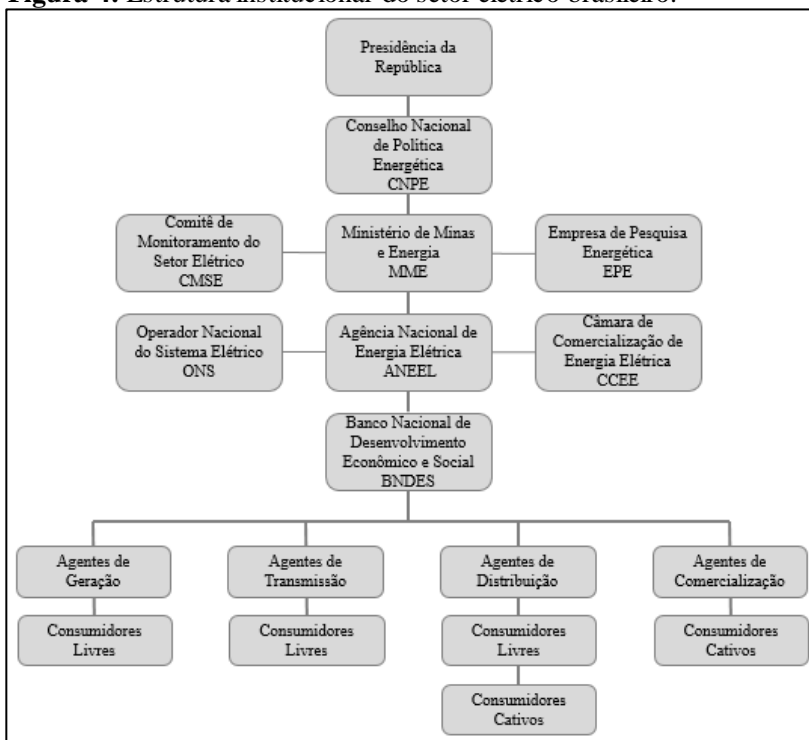 Figura 4. Estrutura institucional do setor elétrico brasileiro.
Presidência da
República
Conselho Nacional
de Política
Energética
CNPE
Comitê de
Monitoramento do
Setor Elétrico
CMSE
Ministério de Minas
e Energia
MME
Empresa de Pesquisa
Energética
EPE
Operador Nacional
do Sistema Elétrico
ONS
Agência Nacional de
Energia Elétrica
ANEEL
Câmara de
Comercialização de
Energia Elétrica
CCEE
Banco Nacional de
Desenvolvimento
Econômico e Social
BNDES
Agentes de
Geração
Agentes de
Transmissão
Agentes de
Distribuição
Agentes de
Comercialização
Consumidores
Livres
Consumidores
Livres
Consumidores
Livres
Consumidores
Cativos
Consumidores
Cativos